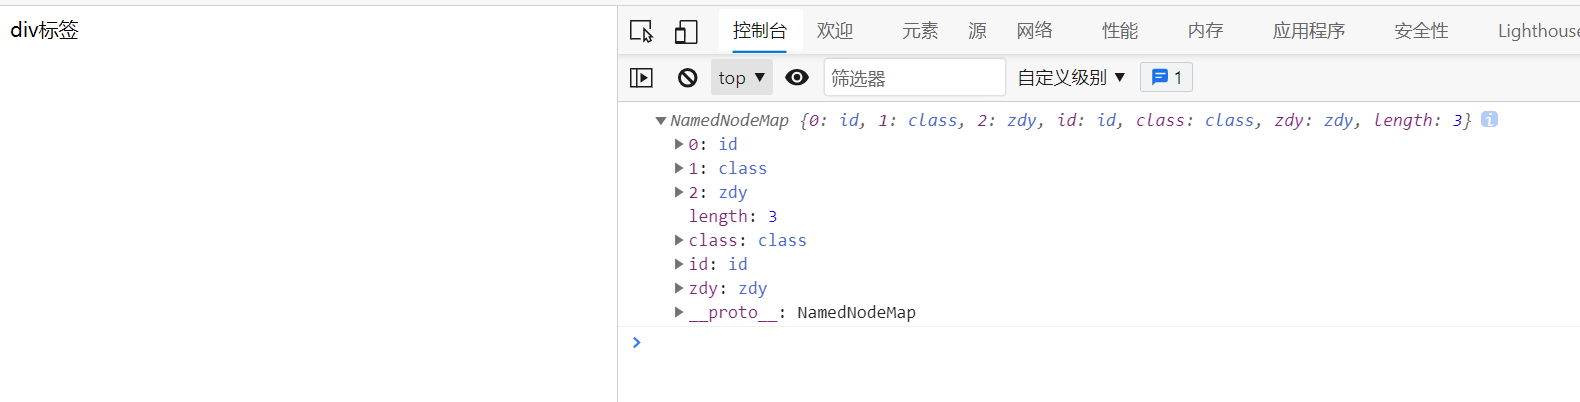 div标签
控制台 欢迎 元素 源 网络 性能 内存 应用程序 安全性 Lighthouse
top ▼ 筛选器 自定义级别 ▼ 1
▼NamedNodeMap {0: id, 1: class, 2: zdy, id: id, class: class, zdy: zdy, length: 3} i
▶0: id
▶1: class
▶2: zdy
length: 3
▶class: class
▶id: id
▶zdy: zdy
▶__proto__: NamedNodeMap
>